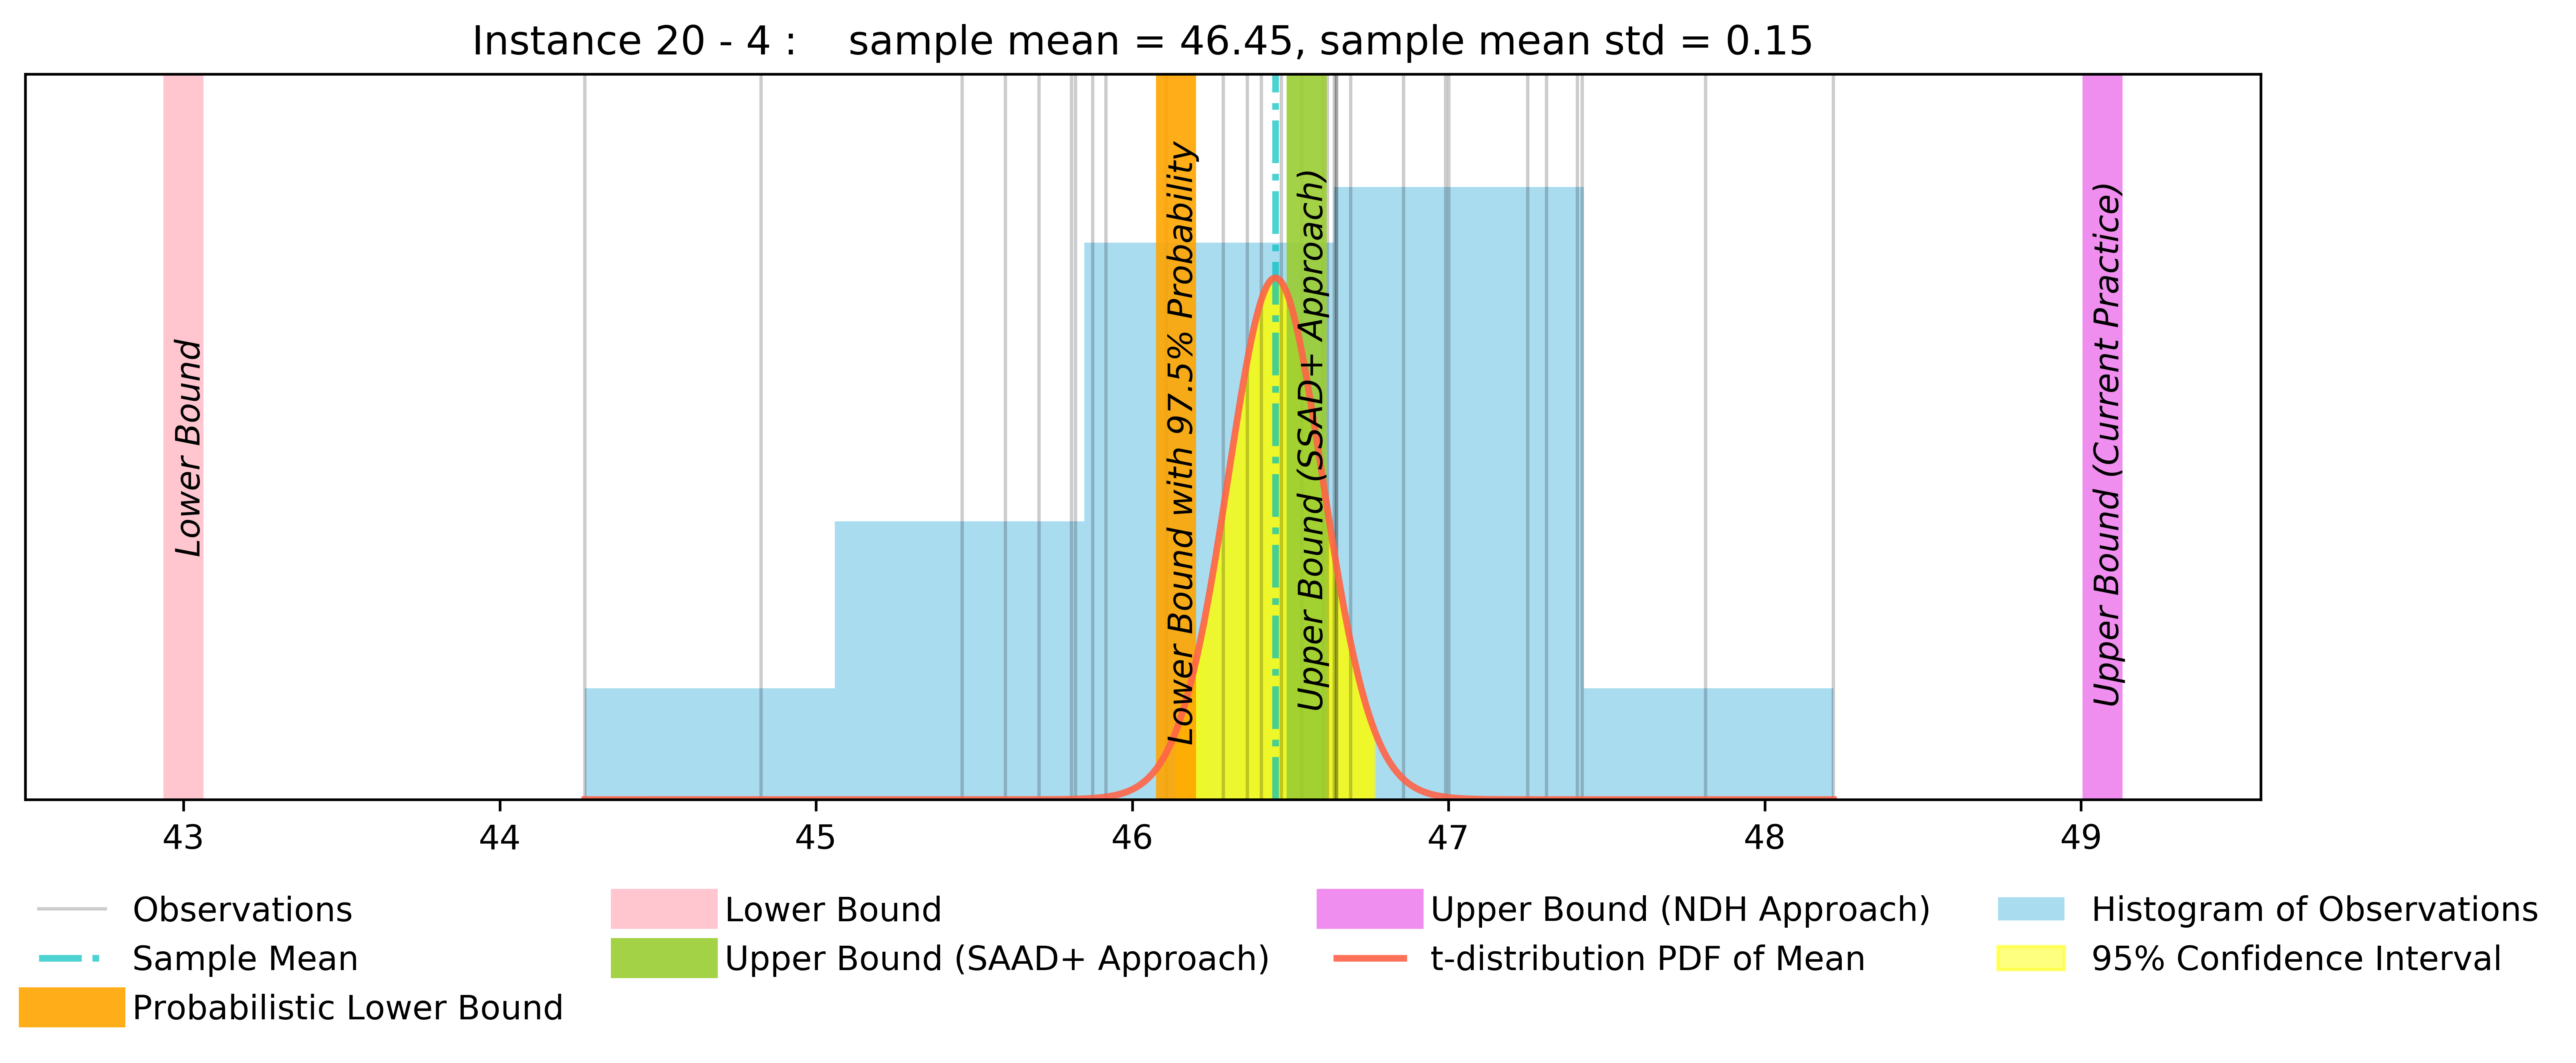 Instance 20 - 4 :    sample mean = 46.45, sample mean std = 0.15
Lower Bound
Lower Bound with 97.5% Probability
Upper Bound (SSAD+ Approach)
Upper Bound (Current Practice)
43 44 45 46 47 48 49
Observations
Sample Mean
Probabilistic Lower Bound
Lower Bound
Upper Bound (SAAD+ Approach)
Upper Bound (NDH Approach)
t-distribution PDF of Mean
Histogram of Observations
95% Confidence Interval